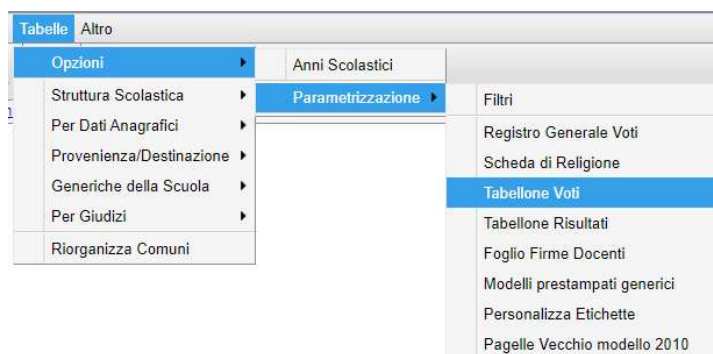 Tabelle Altro
Opzioni
Struttura Scolastica
Per Dati Anagrafici
Provenienza/Destinazione
Generiche della Scuola
Per Giudizi
Riorganizza Comuni
Anni Scolastici
Parametrizzazione
Filtri
Registro Generale Voti
Scheda di Religione
Tabellone Voti
Tabellone Risultati
Foglio Firme Docenti
Modelli prestampati generici
Personalizza Etichette
Pagelle Vecchio modello 2010